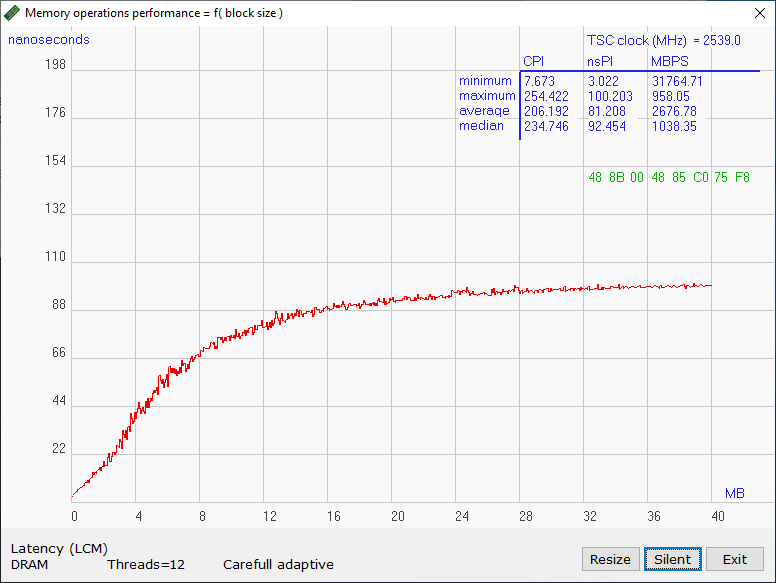 Memory operations performance = f( block size )
nanoseconds
TSC clock (MHz) = 2539.0
CPI nsPI MBPS
minimum 7.673 3.022 31764.71
maximum 254.422 100.203 958.05
average 206.192 81.208 2676.78
median 234.746 92.454 1038.35
48 8B 00 48 85 C0 75 F8
198
176
154
132
110
88
66
44
22
MB
0 4 8 12 16 20 24 28 32 36 40
Latency (LCM)
DRAM Threads=12 Carefull adaptive
Resize Silent Exit